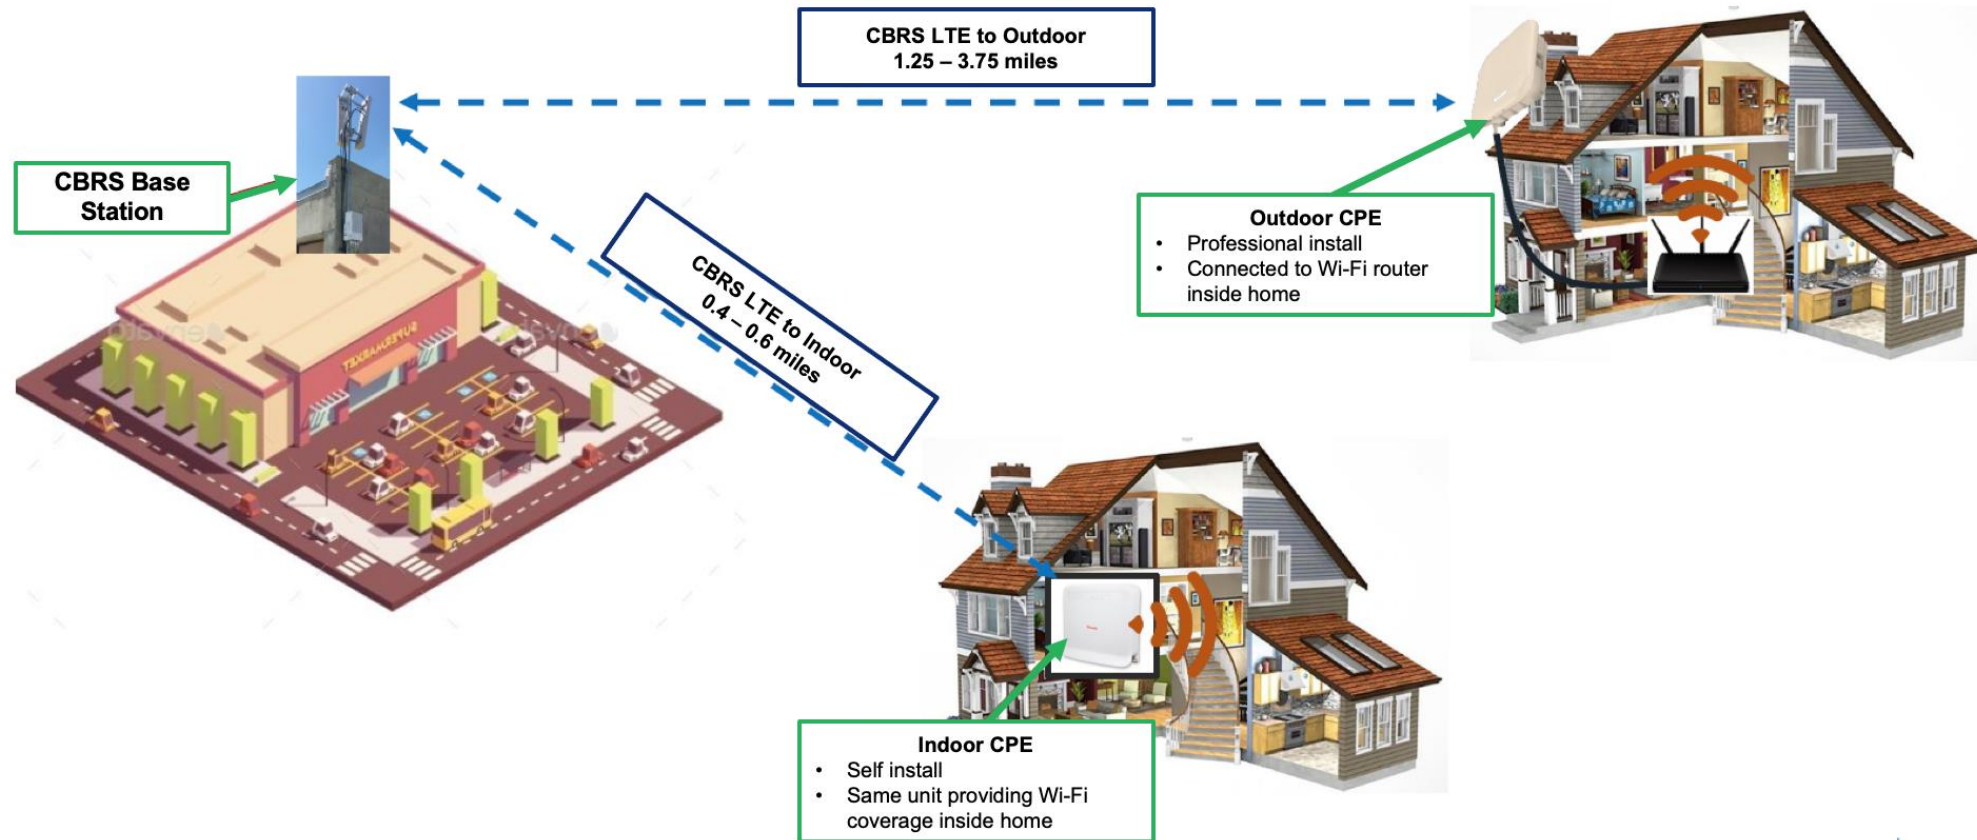 CBRS LTE to Outdoor
1.25 – 3.75 miles
CBRS Base
Station
CBRS LTE to Indoor
0.4 – 0.6 miles
Outdoor CPE
• Professional install
• Connected to Wi-Fi router
inside home
SUPERMARKET
Indoor CPE
• Self install
• Same unit providing Wi-Fi
coverage inside home